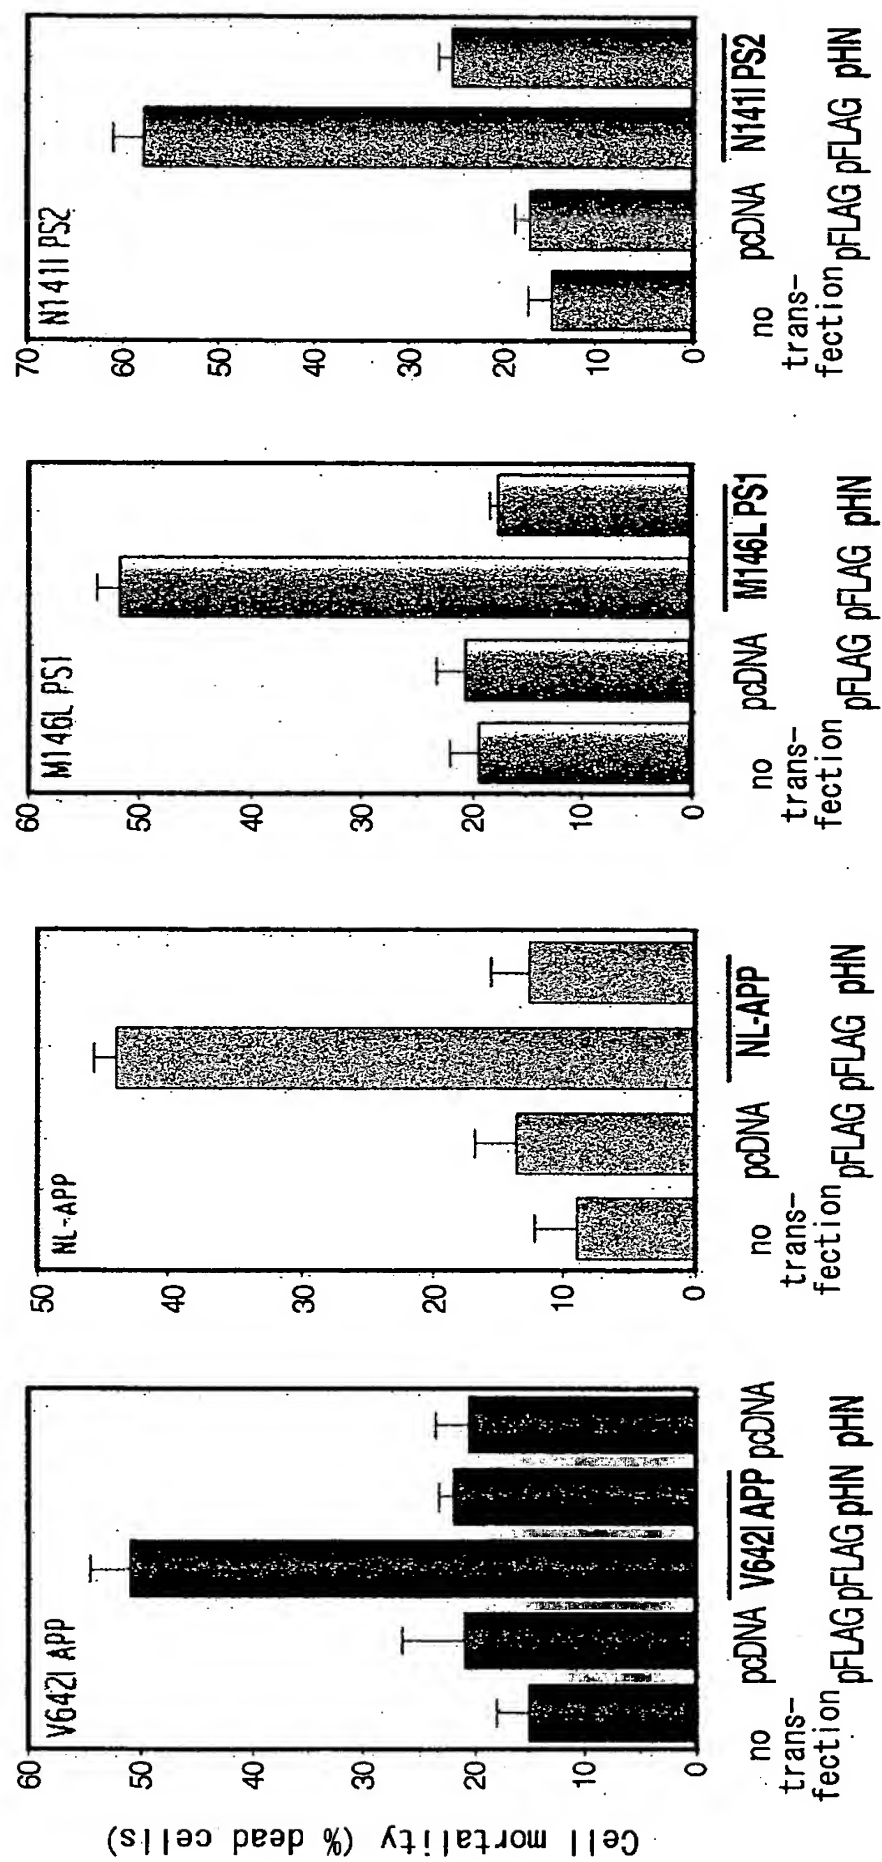 Cell mortality (% dead cells)
V642I APP
60
50
40
30
20
10
0
no trans-fection
pcDNA V642I APP pcDNA
pFLAG pFLAG pHN pHN
NL-APP
50
40
30
20
10
0
no trans-fection
pcDNA NL-APP
pFLAG pFLAG pHN
M146L PS1
60
50
40
30
20
10
0
no trans-fection
pcDNA M146L PS1
pFLAG pFLAG pHN
N141I PS2
70
60
50
40
30
20
10
0
no trans-fection
pcDNA N141I PS2
pFLAG pFLAG pHN